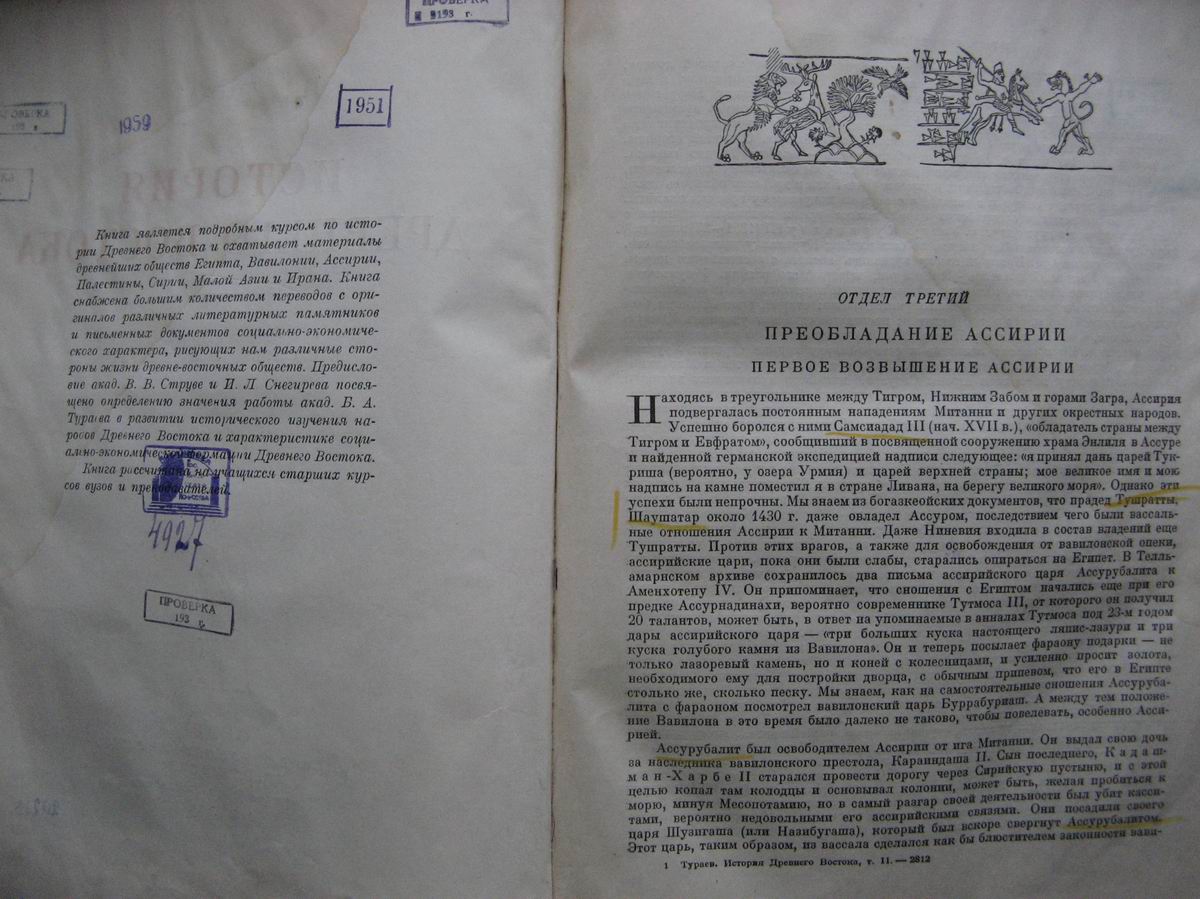 ПРОВЕРКА
193 г.
1951
1959
ПРОВЕРКА
193 г
Книга является подробным курсом по исто-
рии Древнего Востока и охватывает материалы
древнейших обществ Египта, Вавилонии, Ассирии,
Палестины, Сирии, Малой Азии и Ирана. Книга
снабжена большим количеством переводов с ори-
гиналов различных литературных памятников
и письменных документов социально-экономиче-
ского характера, рисующих нам различные сто-
роны жизни древне-восточных обществ. Предисло-
вие акад. В. В. Струве и И. Л Снегирева посвя-
щено определению значения работы акад. Б. А.
Тураева в развитии исторического изучения на-
родов Древнего Востока и характеристике соци-
ально-экономической формации Древнего Востока.
Книга рассчитана на учащихся старших кур-
сов вузов и преподавателей.
4927
ПРОВЕРКА
193 г.
ОТДЕЛ ТРЕТИЙ
ПРЕОБЛАДАНИЕ АССИРИИ
ПЕРВОЕ ВОЗВЫШЕНИЕ АССИРИИ
Находясь в треугольнике между Тигром, Нижним Забом и горами Загра, Ассирия
подвергалась постоянным нападениям Митанни и других окрестных народов.
Успешно боролся с ними Самсиадад III (нач. XVII в.), «обладатель страны между
Тигром и Евфратом», сообщивший в посвященной сооружению храма Энлиля в Ассуре
и найденной германской экспедицией надписи следующее: «я принял дань царей Тук-
риша (вероятно, у озера Урмия) и царей верхней страны; мое великое имя и мою
надпись на камне поместил я в стране Ливана, на берегу великого моря». Однако эти
успехи были непрочны. Мы знаем из богазкеойских документов, что прадед Тушратты,
Шаушатар около 1430 г. даже овладел Ассуром, последствием чего были вассаль-
ные отношения Ассирии к Митанни. Даже Ниневия входила в состав владений еще
Тушратты. Против этих врагов, а также для освобождения от вавилонской опеки,
ассирийские цари, пока они были слабы, старались опираться на Египет. В Телль-
амарнском архиве сохранилось два письма ассирийского царя Ассурубалита к
Аменхотепу IV. Он припоминает, что сношения с Египтом начались еще при его
предке Ассурнадинахи, вероятно современнике Тутмоса III, от которого он получил
20 талантов, может быть, в ответ на упоминаемые в анналах Тутмоса под 23-м годом
дары ассирийского царя — «три больших куска настоящего ляпис-лазури и три
куска голубого камня из Вавилона». Он и теперь посылает фараону подарки — не
только лазоревый камень, но и коней с колесницами, и усиленно просит золота,
необходимого ему для постройки дворца, с обычным припевом, что его в Египте
столько же, сколько песку. Мы знаем, как на самостоятельные сношения Ассуруба-
лита с фараоном посмотрел вавилонский царь Буррабуриаш. А между тем положе-
ние Вавилона в это время было далеко не таково, чтобы повелевать, особенно Асси-
рией.
Ассурубалит был освободителем Ассирии от ига Митанни. Он выдал свою дочь
за наследника вавилонского престола, Караиндаша II. Сын последнего, Кадаш-
ман-Харбе II старался провести дорогу через Сирийскую пустыню, и с этой
целью копал там колодцы и основывал колонии, может быть, желая пробиться к
морю, минуя Месопотамию, но в самый разгар своей деятельности был убит касси-
тами, вероятно недовольными его ассирийскими связями. Они посадили своего
царя Шузигаша (или Назибугаша), который был вскоре свергнут Ассурубалитом.
Этот царь, таким образом, из вассала сделался как бы блюстителем законности вави-
1 Тураев. История Древнего Востока, т. II. — 2812